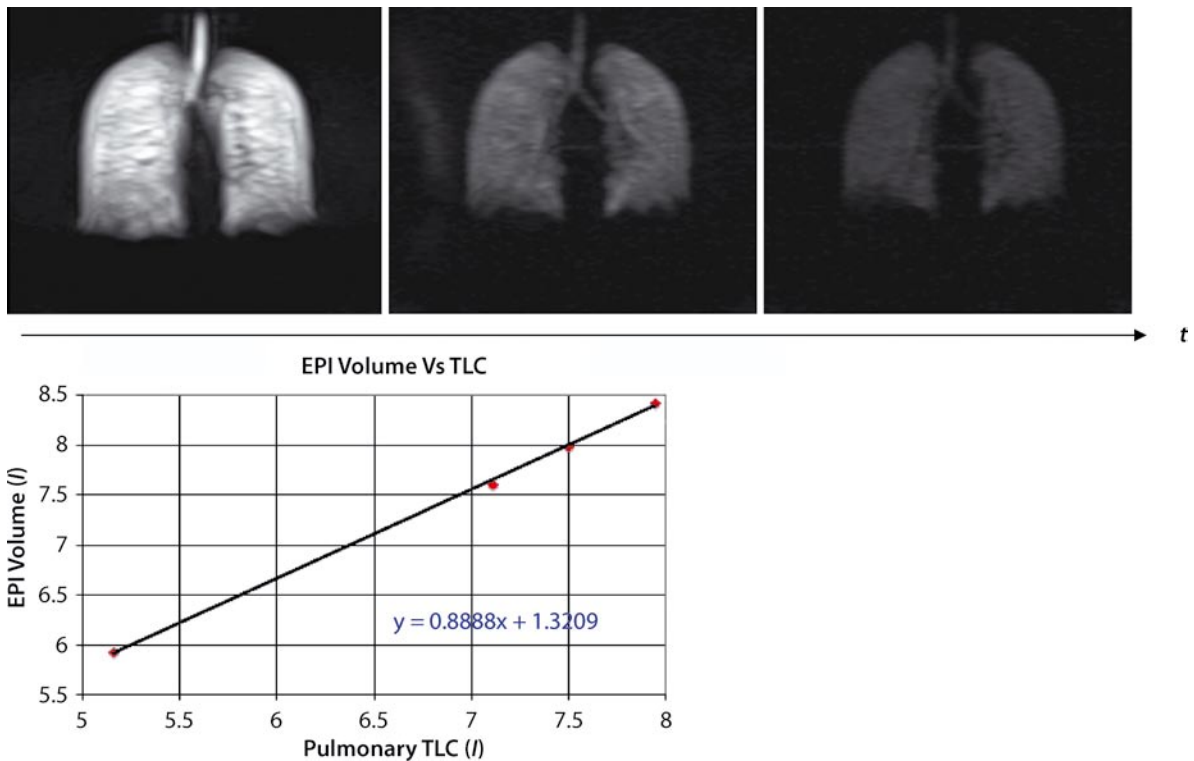 t
EPI Volume Vs TLC
8.5
8
7.5
7
6.5
6
5.5
EPI Volume (l)
y = 0.8888x + 1.3209
5 5.5 6 6.5 7 7.5 8
Pulmonary TLC (l)